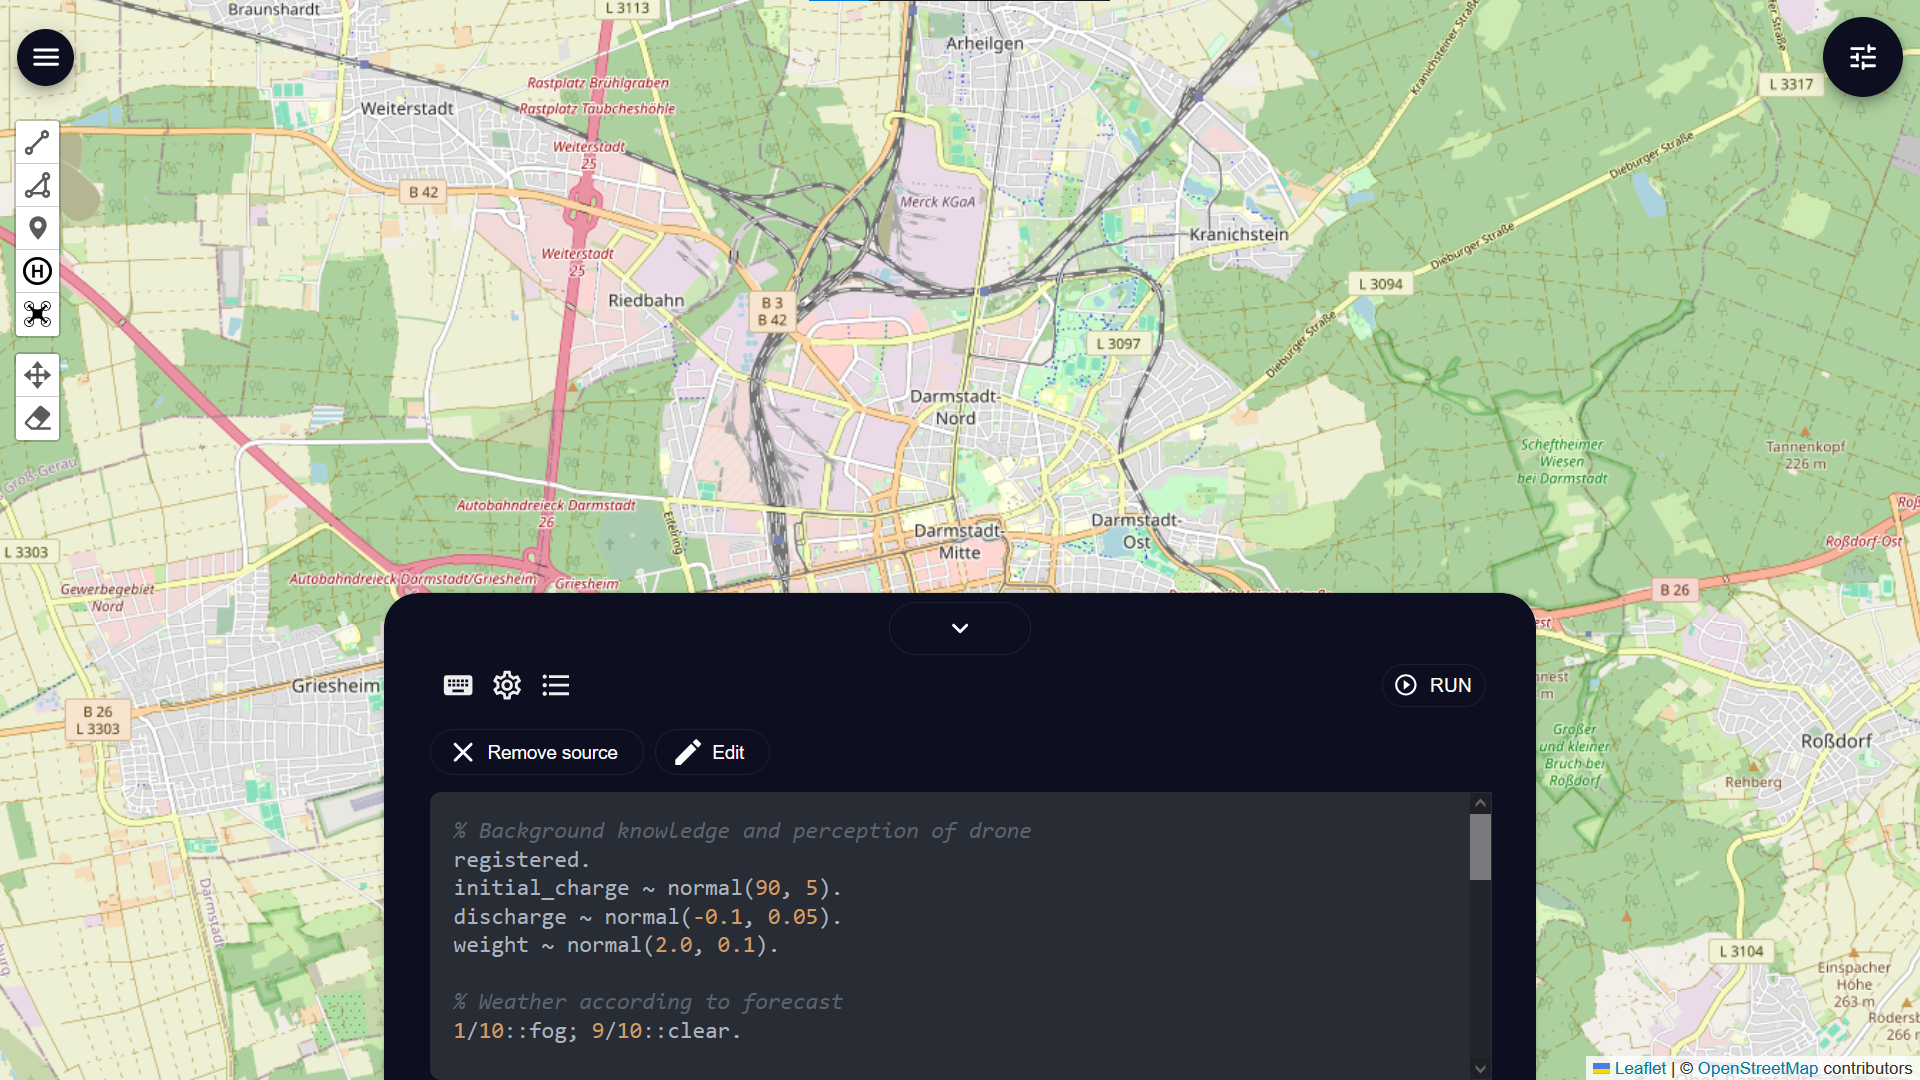 Braunshardt
L 3113
Arheilgen
Rastplatz Brühlgraben
Rastplatz Taubcheshöhle
Weiterstadt
L 3317
Kranichsteiner Straße
Dieburger Straße
Weiterstadt
25
B 42
Merck KGaA
Kranichstein
Dieburger Straße
Weiterstadt
25
Riedbahn
B 3
B 42
L 3094
L 3097
Dieburger Straße
Darmstadt-
Nord
Scheftheimer
Wiesen
bei Darmstadt
Tannenkopf
226 m
Groß-Gerau
Autobahndreieck Darmstadt
26
Eifelring
Darmstadt-
Mitte
Darmstadt-
Ost
L 3303
Roßdorf-Ost
Autobahndreieck Darmstadt/Griesheim
Griesheim
Gewerbegebiet
Nord
B 26
Griesheim
B 26
L 3303
Darmstadt
Großer
und kleiner
Bruch bei
Roßdorf
Roßdorf
Rehberg
L 3104
Einspacher
Höhe
263 m
266 m
RUN
Remove source
Edit
% Background knowledge and perception of drone
registered.
initial_charge ~ normal(90, 5).
discharge ~ normal(-0.1, 0.05).
weight ~ normal(2.0, 0.1).
% Weather according to forecast
1/10::fog; 9/10::clear.
Leaflet | © OpenStreetMap contributors